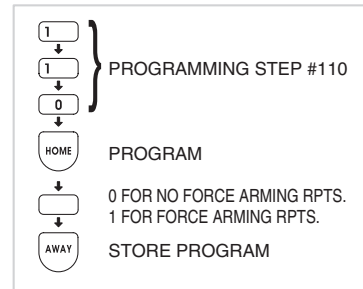 1
1
PROGRAMMING STEP #110
0
HOME
PROGRAM
0 FOR NO FORCE ARMING RPTS.
1 FOR FORCE ARMING RPTS.
AWAY
STORE PROGRAM